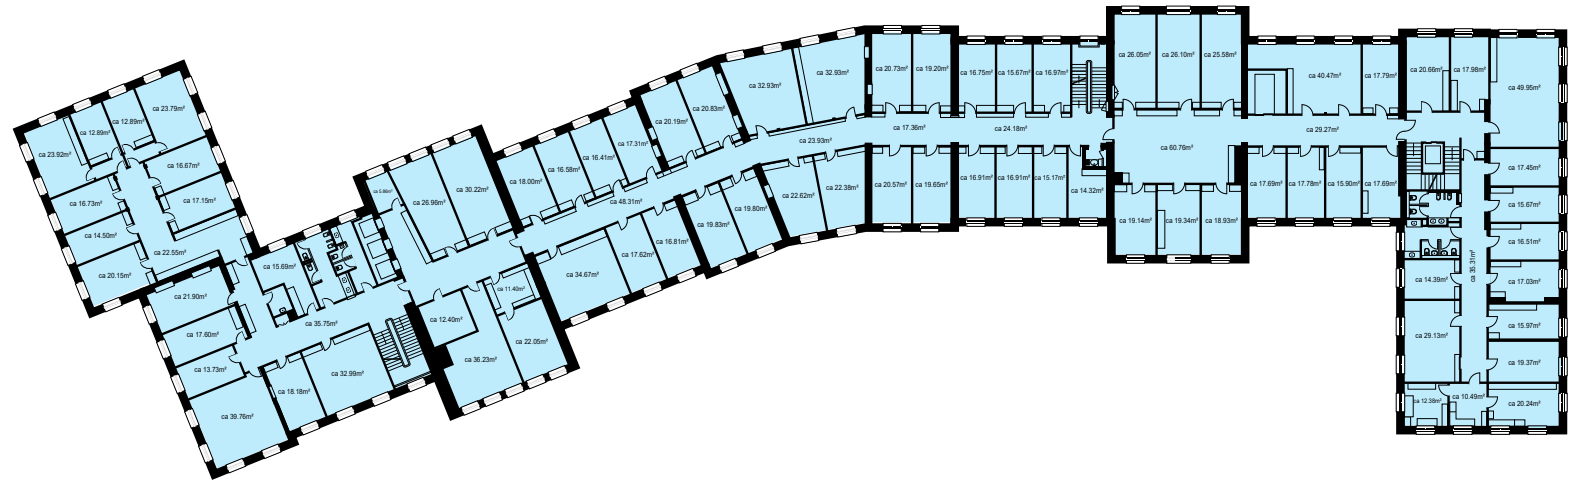 ca 23.79m²
ca 12.89m²
ca 12.89m²
ca 23.92m²
ca 16.67m²
ca 17.15m²
ca 16.73m²
ca 14.50m²
ca 22.55m²
ca 20.15m²
ca 21.90m²
ca 15.69m²
ca 17.60m²
ca 35.75m²
ca 13.73m²
ca 18.18m²
ca 32.99m²
ca 39.76m²
ca 26.96m²
ca 30.22m²
ca 12.40m²
ca 11.40m²
ca 36.23m²
ca 22.05m²
ca 18.00m²
ca 16.58m²
ca 16.41m²
ca 17.31m²
ca 48.31m²
ca 34.67m²
ca 17.62m²
ca 16.81m²
ca 20.19m²
ca 20.83m²
ca 19.83m²
ca 19.80m²
ca 32.93m²
ca 32.93m²
ca 23.93m²
ca 22.62m²
ca 22.38m²
ca 20.73m²
ca 19.20m²
ca 17.36m²
ca 20.57m²
ca 19.65m²
ca 16.75m²
ca 15.67m²
ca 16.97m²
ca 24.18m²
ca 16.91m²
ca 16.91m²
ca 15.17m²
ca 14.32m²
ca 26.05m²
ca 26.10m²
ca 25.58m²
ca 60.76m²
ca 19.14m²
ca 19.34m²
ca 18.93m²
ca 40.47m²
ca 17.79m²
ca 29.27m²
ca 17.69m²
ca 17.78m²
ca 15.90m²
ca 17.69m²
ca 20.66m²
ca 17.98m²
ca 49.95m²
ca 17.45m²
ca 15.67m²
ca 16.51m²
ca 35.31m²
ca 14.39m²
ca 17.03m²
ca 29.13m²
ca 15.97m²
ca 19.37m²
ca 12.38m²
ca 10.49m²
ca 20.24m²